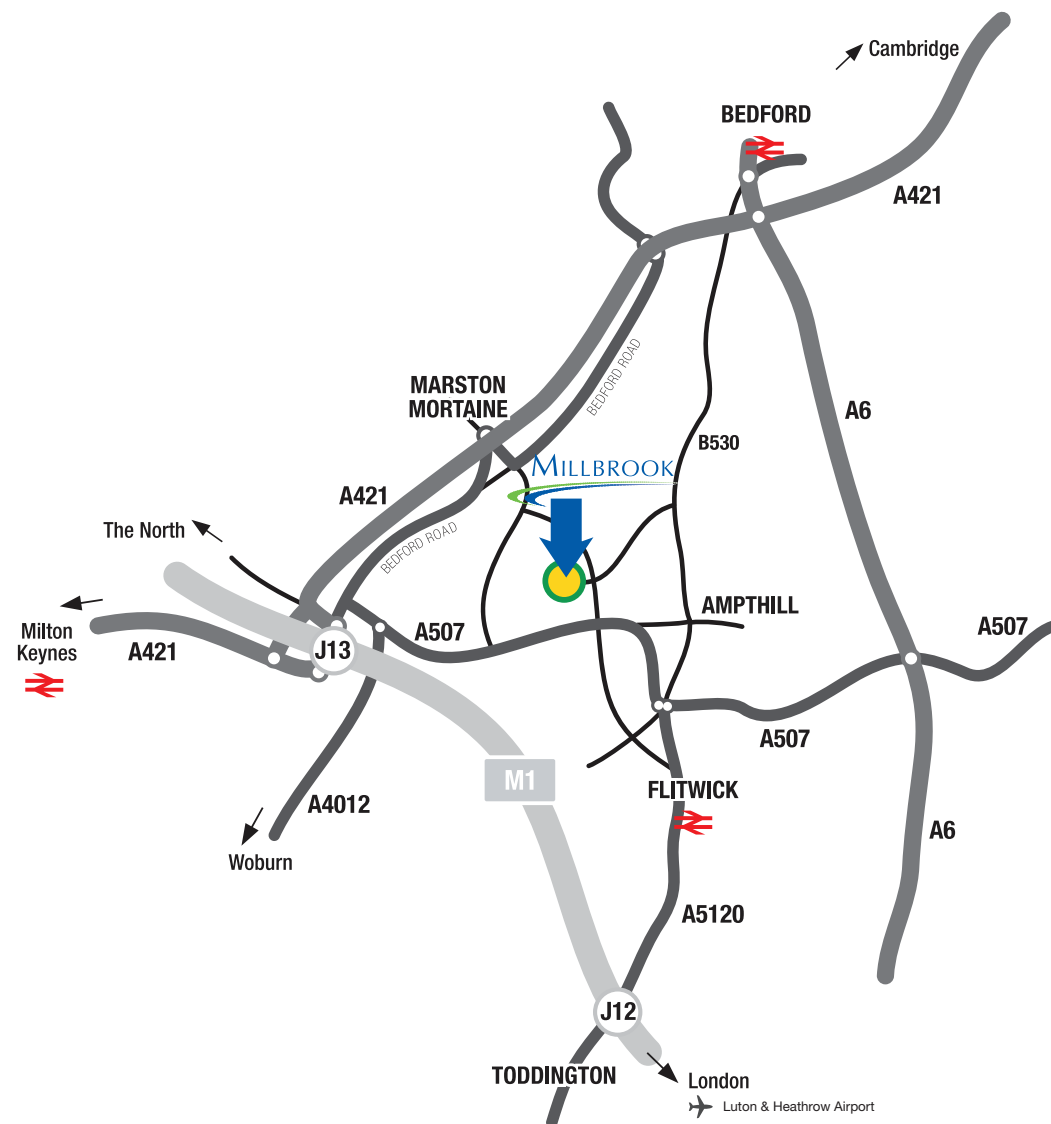 Cambridge
BEDFORD
A421
BEDFORD ROAD
MARSTON
MORTAINE
A6
B530
MILLBROOK
A421
The North
BEDFORD ROAD
Milton
Keynes
A421
J13
A507
AMPTHILL
A507
A507
M1
FLITWICK
A4012
A6
Woburn
A5120
J12
TODDINGTON
London
Luton & Heathrow Airport